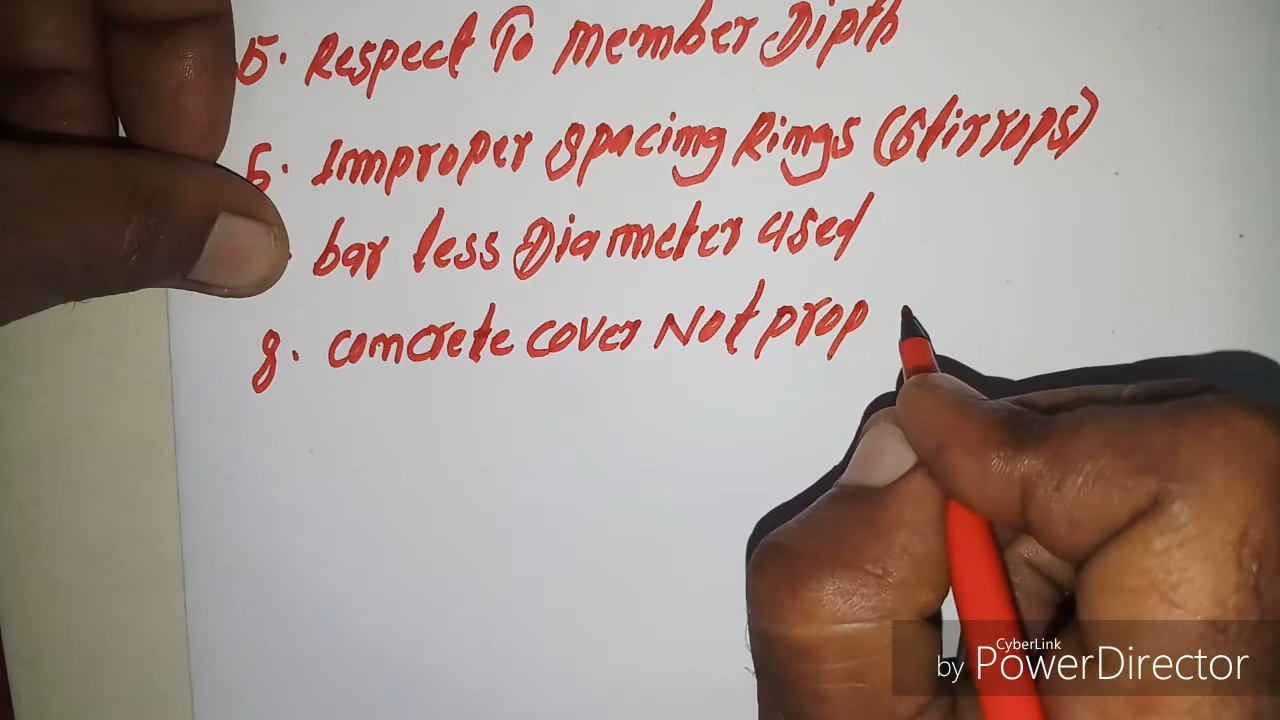 5. Respect To member Dipth
6. Improper spacing Rings (Stirrops)
bar less Diameter used
8. concrete cover Not prop
CyberLink
by PowerDirector